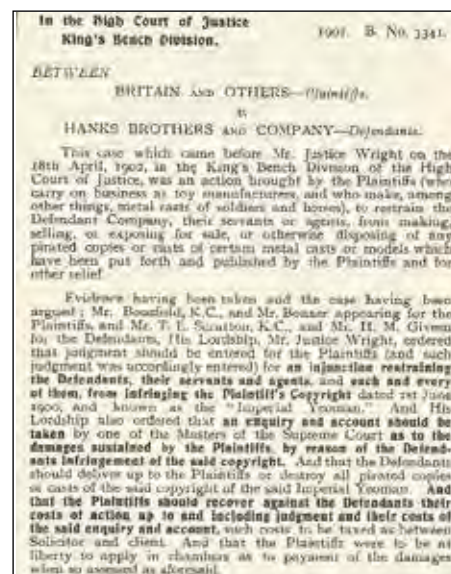 In the High Court of Justice
King's Bench Division.
1901. B. No. 3341.
BETWEEN
BRITAIN AND OTHERS—Plaintiffs.
v
HANKS BROTHERS AND COMPANY—Defendants.
This case which came before Mr. Justice Wright on the
18th April, 1902, in the King's Bench Division of the High
Court of Justice, was an action brought by the Plaintiffs (who
carry on business as toy manufacturers, and who make, among
other things, metal casts of soldiers and horses), to restrain the
Defendant Company, their servants or agents, from making,
selling, or exposing for sale, or otherwise disposing of any
pirated copies or casts of certain metal casts or models which
have been put forth and published by the Plaintiffs and for
other relief.
Evidence having been taken and the case having been
argued; Mr. Bousfield, K.C., and Mr. Bonner appearing for the
Plaintiffs, and Mr. T. E. Scrutton, K.C., and Mr. H. M. Given
for the Defendants, His Lordship, Mr. Justice Wright, ordered
that judgment should be entered for the Plaintiffs (and such
judgment was accordingly entered) for an injunction restraining
the Defendants, their servants and agents, and each and every
of them, from infringing the Plaintiff's Copyright dated 1st June
1900, and known as the "Imperial Yeoman." And His
Lordship also ordered that an enquiry and account should be
taken by one of the Masters of the Supreme Court as to the
damages sustained by the Plaintiffs, by reason of the Defend-
ants infringement of the said copyright. And that the Defendants
should deliver up to the Plaintiffs or destroy all pirated copies
or casts of the said copyright of the said Imperial Yeoman. And
that the Plaintiffs should recover against the Defendants their
costs of action up to and including judgment and their costs of
the said enquiry and account, such costs to be taxed as between
Solicitor and client. And that the Plaintiffs were to be at
liberty to apply in chambers as to payment of the damages
when so assessed as aforesaid.